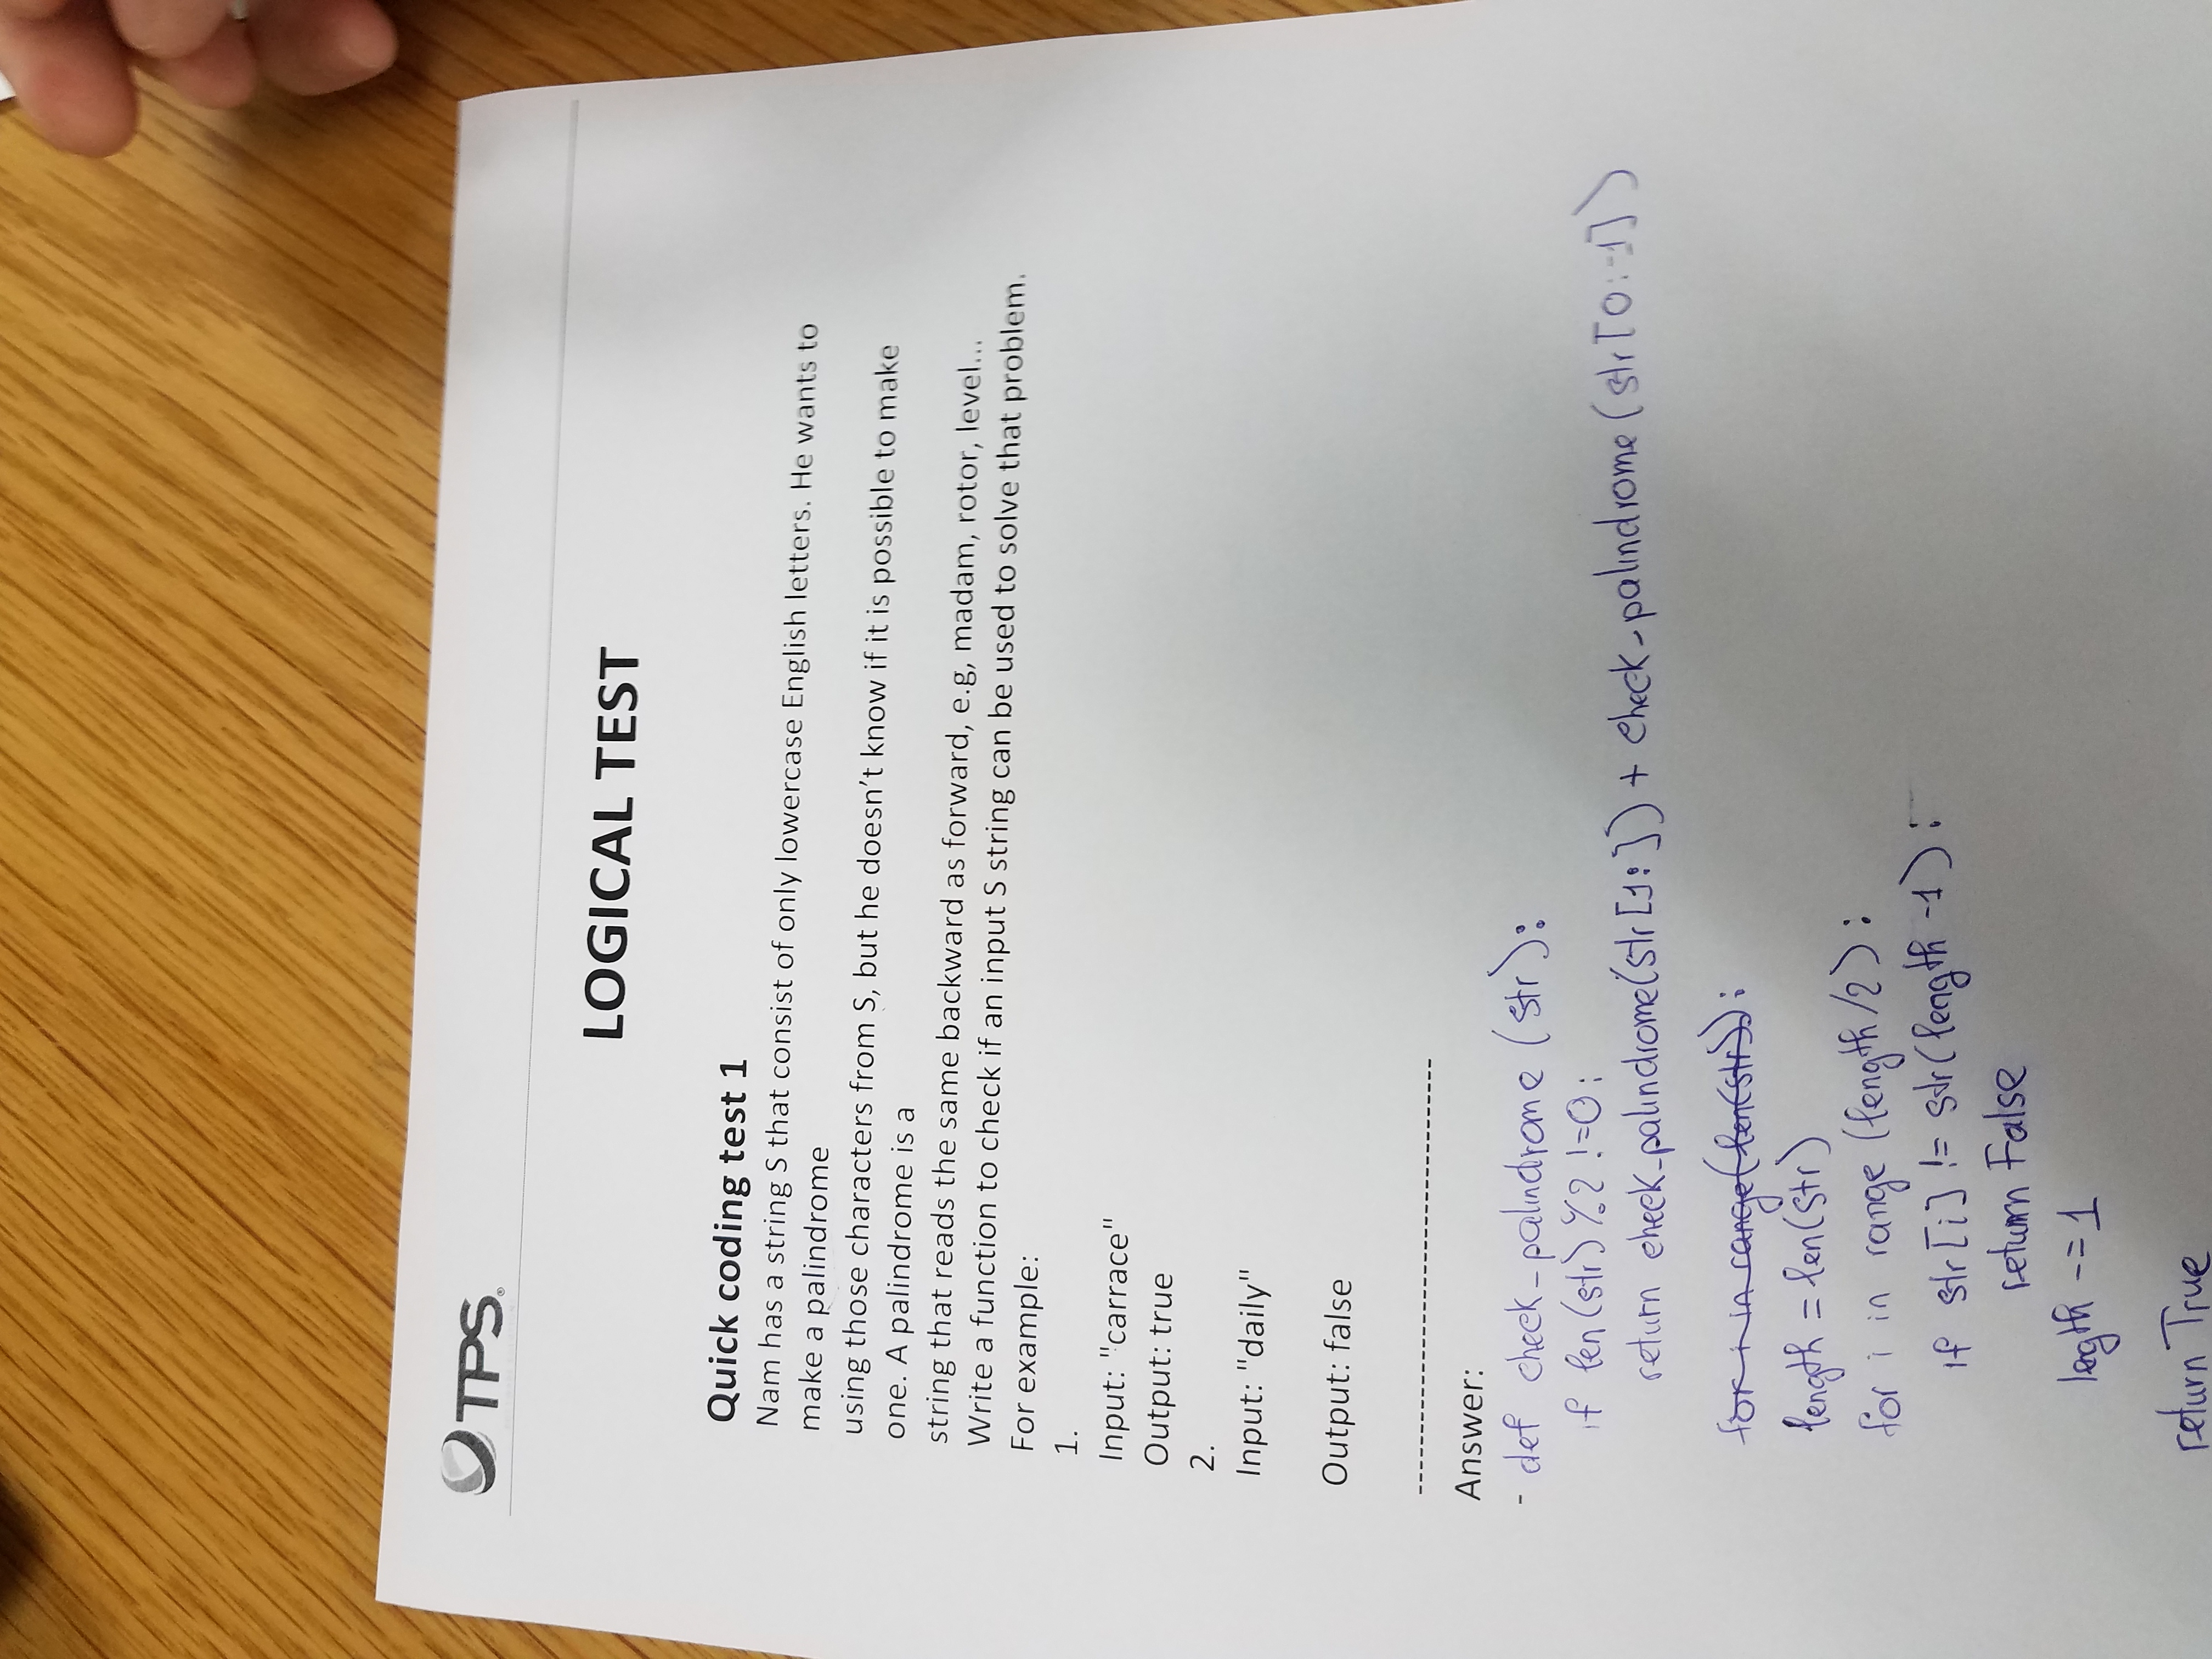 TPS®
LOGICAL TEST
Quick coding test 1
Nam has a string S that consist of only lowercase English letters. He wants to
make a palindrome
using those characters from S, but he doesn't know if it is possible to make
one. A palindrome is a
string that reads the same backward as forward, e.g, madam, rotor, level...
Write a function to check if an input S string can be used to solve that problem.
For example:
1.
Input: "carrace"
Output: true
2.
Input: "daily"
Output: false
------------------------------------
Answer:
- def check_palindrome (str):
if len(str) %2 !=0:
return check_palindrome(str[1:]) + check_palindrome(str[0:-1])
for i in range(len(str)):
length = len(str)
for i in range (length/2):
if str[i] != str(length -1):
return False
length -= 1
return True